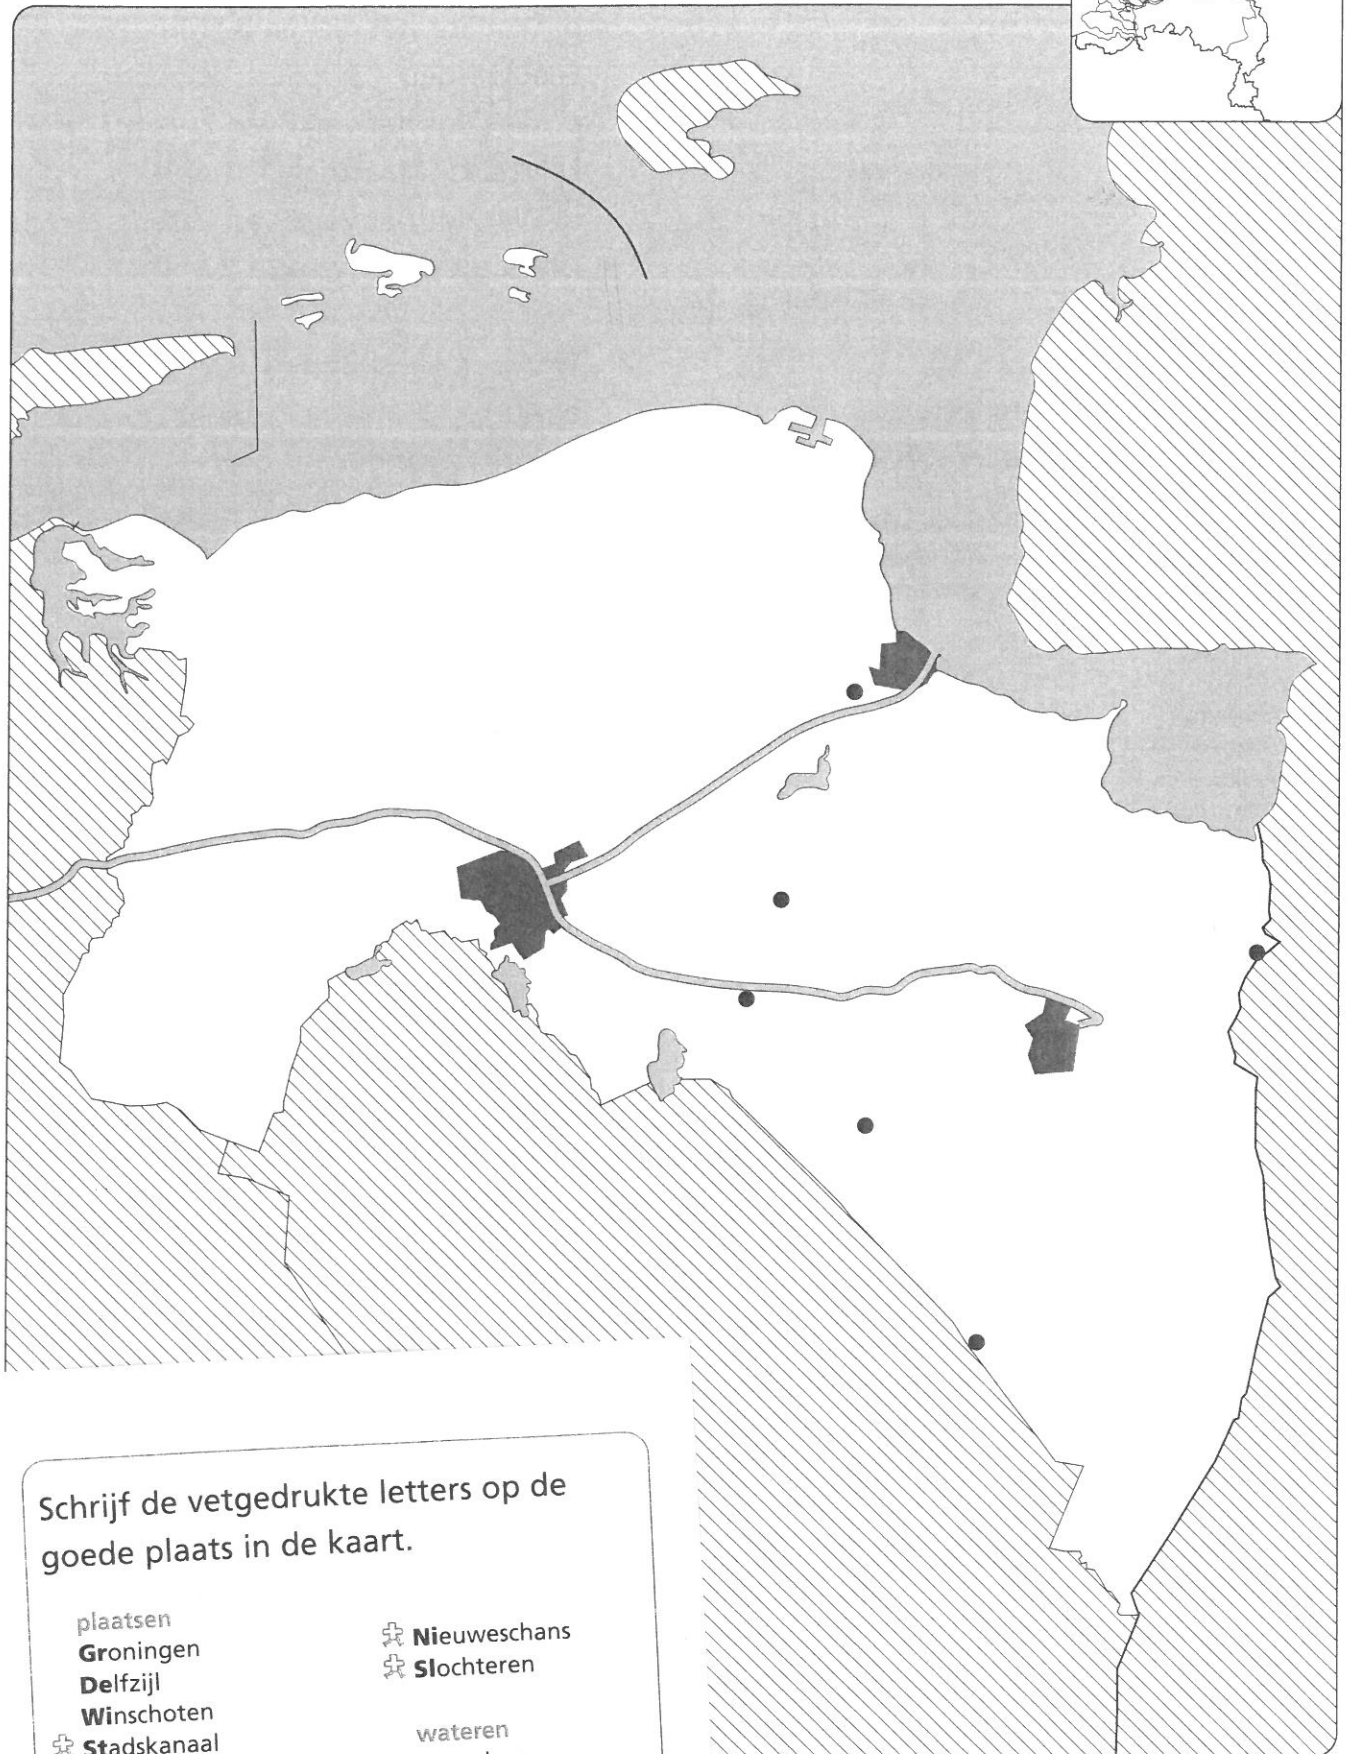 Schrijf de vetgedrukte letters op de
goede plaats in de kaart.
plaatsen
Groningen
Delfzijl
Winschoten
Stadskanaal
Nieuweschans
Slochteren
wateren